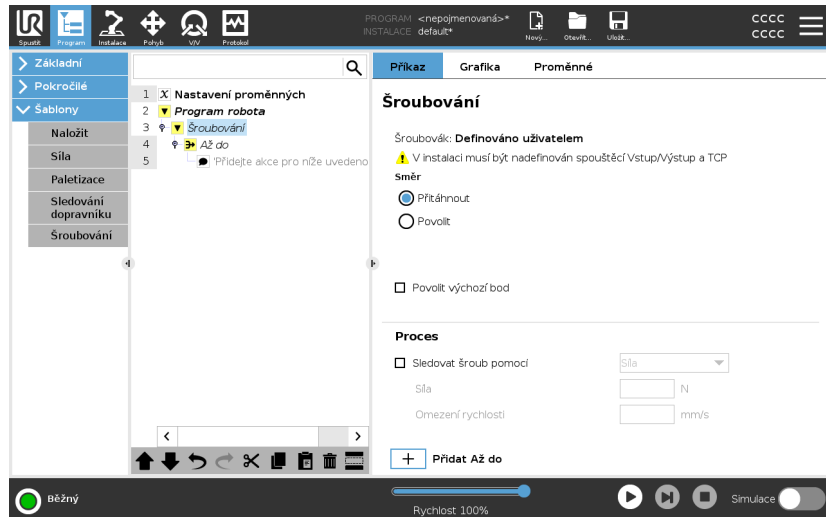 UR
PROGRAM <nepojmenovaná>*
INSTALACE default*
CCCC
CCCC
Spustit Program Instalace Pohyb V/V Protokol Nový... Otevřít... Uložit...
Základní
Pokročilé
Šablony
Naložit
Síla
Paletizace
Sledování
dopravníku
Šroubování
1 X Nastavení proměnných
2 Program robota
3 Šroubování
4 Až do
5 'Přidejte akce pro níže uvedeno
Příkaz Grafika Proměnné
Šroubování
Šroubovák: Definováno uživatelem
V instalaci musí být nadefinován spouštěcí Vstup/Výstup a TCP
Směr
Přitáhnout
Povolit
Povolit výchozí bod
Proces
Sledovat šroub pomocí Síla
Síla N
Omezení rychlosti mm/s
+ Přidat Až do
Běžný
Rychlost 100%
Simulace